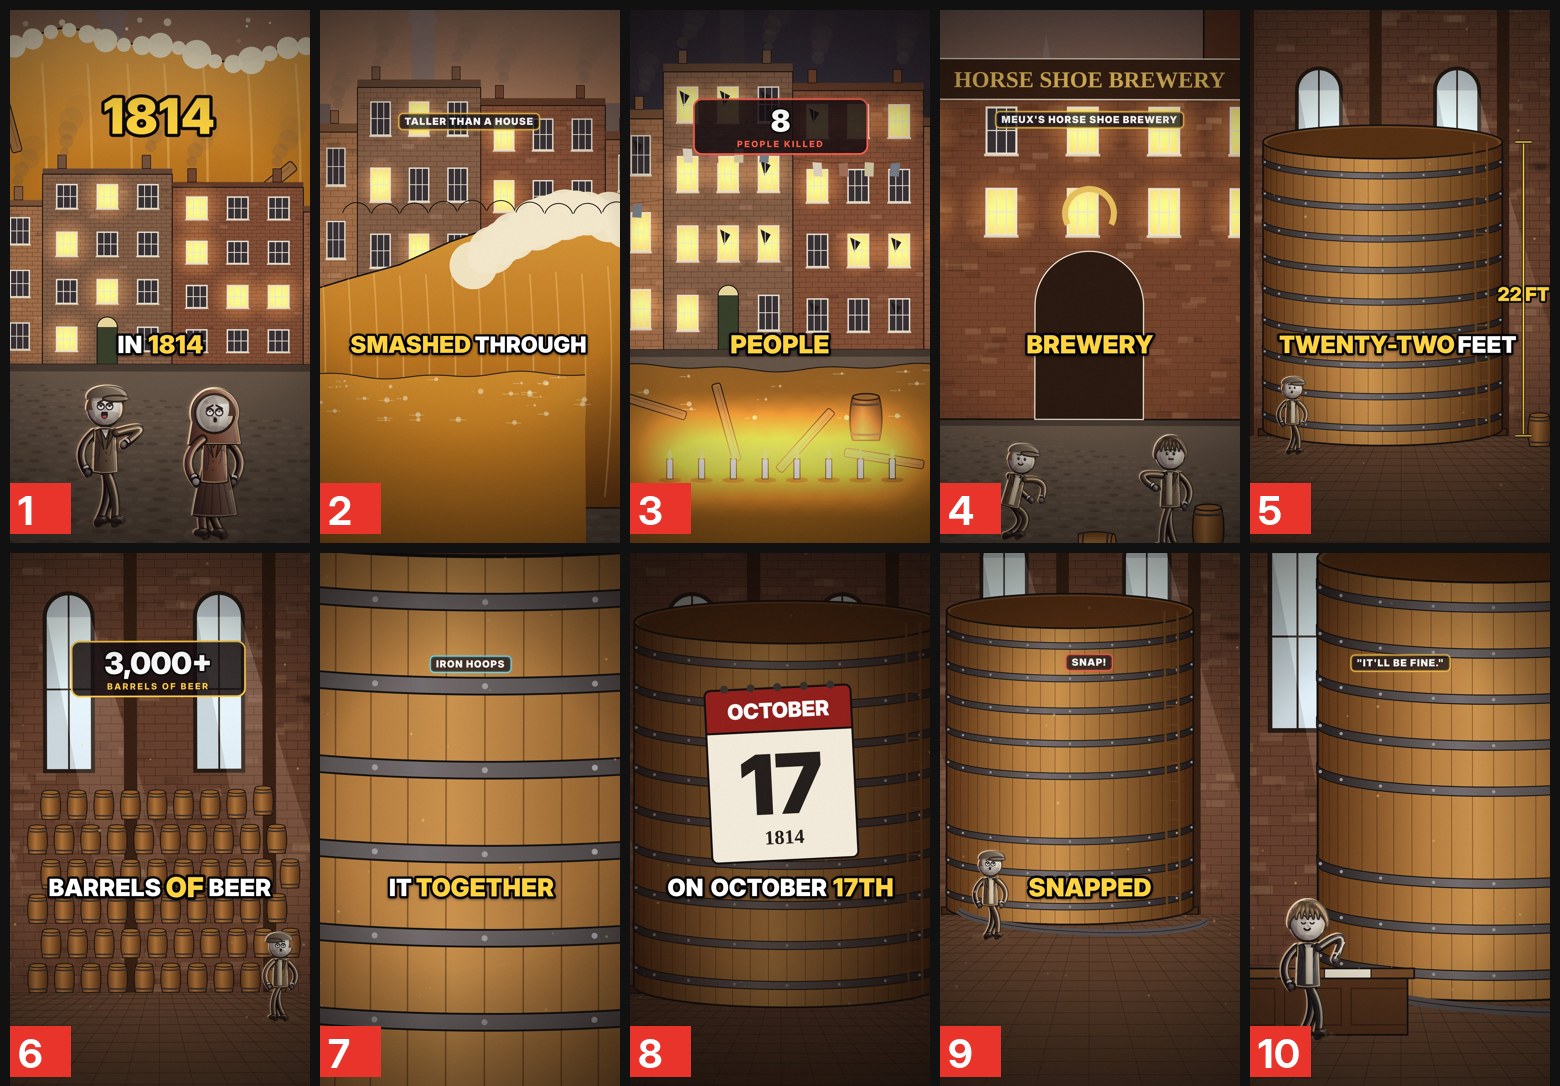 1814
IN 1814
1
TALLER THAN A HOUSE
SMASHED THROUGH
2
8
PEOPLE KILLED
PEOPLE
3
HORSE SHOE BREWERY
MEUX'S HORSE SHOE BREWERY
BREWERY
4
22 FT
TWENTY-TWO FEET
5
3,000+
BARRELS OF BEER
BARRELS OF BEER
6
IRON HOOPS
IT TOGETHER
7
OCTOBER
17
1814
ON OCTOBER 17TH
8
SNAP!
SNAPPED
9
"IT'LL BE FINE."
10